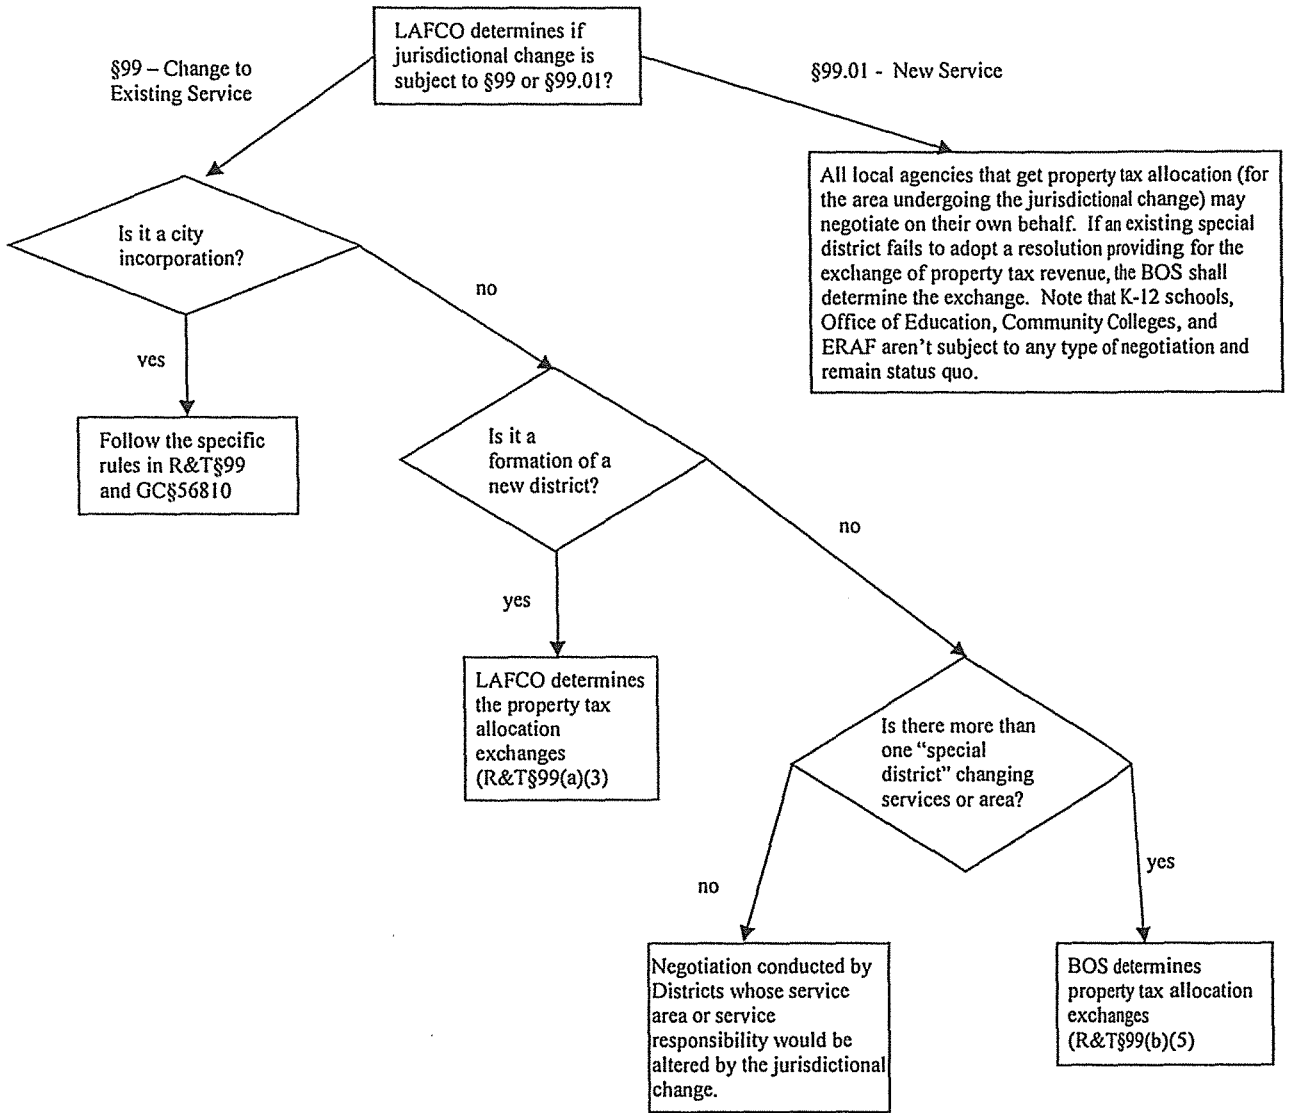 LAFCO determines if
jurisdictional change is
subject to §99 or §99.01?
§99 – Change to
Existing Service
§99.01 - New Service
Is it a city
incorporation?
All local agencies that get property tax allocation (for
the area undergoing the jurisdictional change) may
negotiate on their own behalf. If an existing special
district fails to adopt a resolution providing for the
exchange of property tax revenue, the BOS shall
determine the exchange. Note that K-12 schools,
Office of Education, Community Colleges, and
ERAF aren't subject to any type of negotiation and
remain status quo.
no
yes
Follow the specific
rules in R&T§99
and GC§56810
Is it a
formation of a
new district?
no
yes
LAFCO determines
the property tax
allocation
exchanges
(R&T§99(a)(3)
Is there more than
one “special
district” changing
services or area?
no
yes
Negotiation conducted by
Districts whose service
area or service
responsibility would be
altered by the jurisdictional
change.
BOS determines
property tax allocation
exchanges
(R&T§99(b)(5)